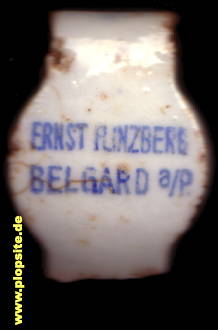 ERNST FLINZBERG
BELGARD a/P.
www.plopsite.de